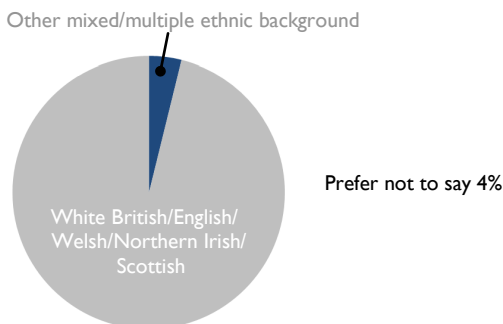 Other mixed/multiple ethnic background
Prefer not to say 4%
White British/English/
Welsh/Northern Irish/
Scottish